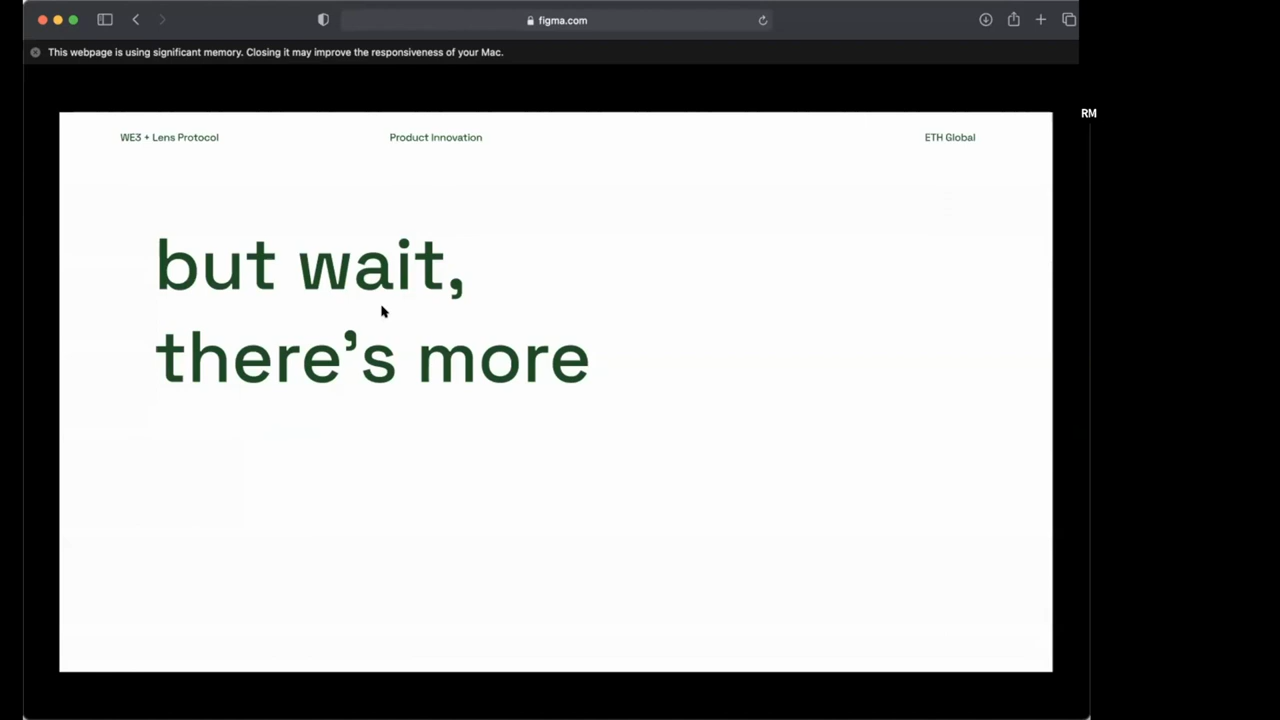 figma.com
This webpage is using significant memory. Closing it may improve the responsiveness of your Mac.
RM
WE3 + Lens Protocol
Product Innovation
ETH Global
but wait,
there's more